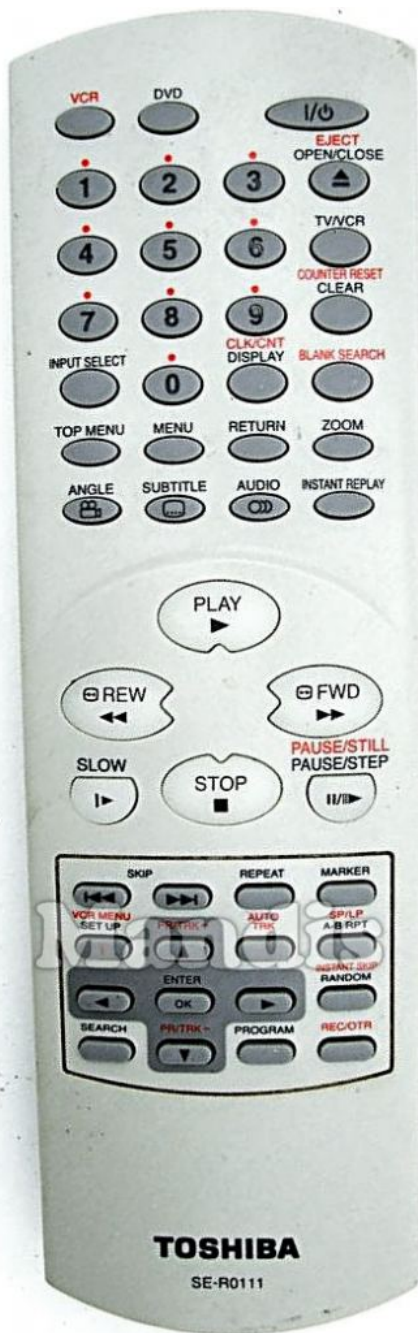 VCR DVD I/⏻
EJECT
OPEN/CLOSE
1 2 3
TV/VCR
4 5 6
COUNTER RESET
CLEAR
7 8 9
INPUT SELECT CLK/CNT BLANK SEARCH
DISPLAY
0
TOP MENU MENU RETURN ZOOM
ANGLE SUBTITLE AUDIO INSTANT REPLAY
PLAY
REW FWD
SLOW STOP PAUSE/STILL
PAUSE/STEP
SKIP REPEAT MARKER
VCR MENU PR/TRK+ AUTO SP/LP
SET UP TRK A-B RPT
Mandis
INSTANT SKIP
ENTER RANDOM
OK
SEARCH PR/TRK- PROGRAM REC/OTR
TOSHIBA
SE-R0111